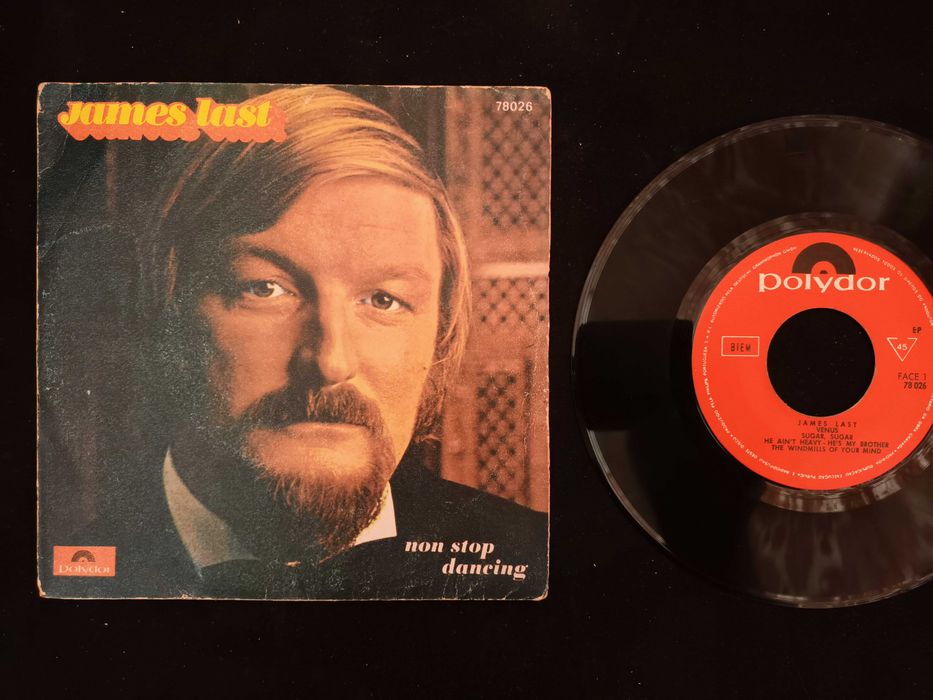 james last
78026
non stop
dancing
Polydor
polydor
BIEM
EP
45
FACE 1
78 026
JAMES LAST
VENUS
SUGAR, SUGAR
HE AIN'T HEAVY - HE'S MY BROTHER
THE WINDMILLS OF YOUR MIND